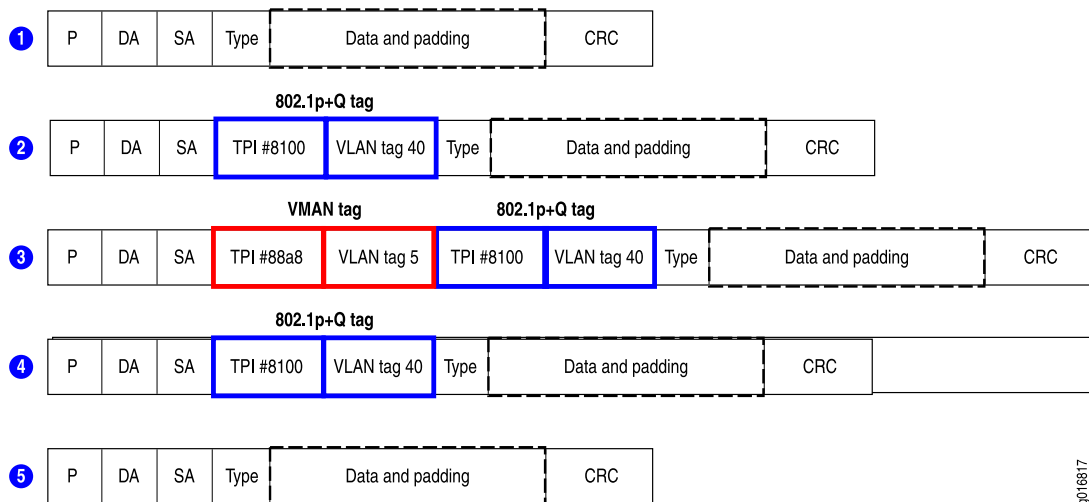 1 P DA SA Type Data and padding CRC
802.1p+Q tag
2 P DA SA TPI #8100 VLAN tag 40 Type Data and padding CRC
VMAN tag 802.1p+Q tag
3 P DA SA TPI #88a8 VLAN tag 5 TPI #8100 VLAN tag 40 Type Data and padding CRC
802.1p+Q tag
4 P DA SA TPI #8100 VLAN tag 40 Type Data and padding CRC
5 P DA SA Type Data and padding CRC
g016817